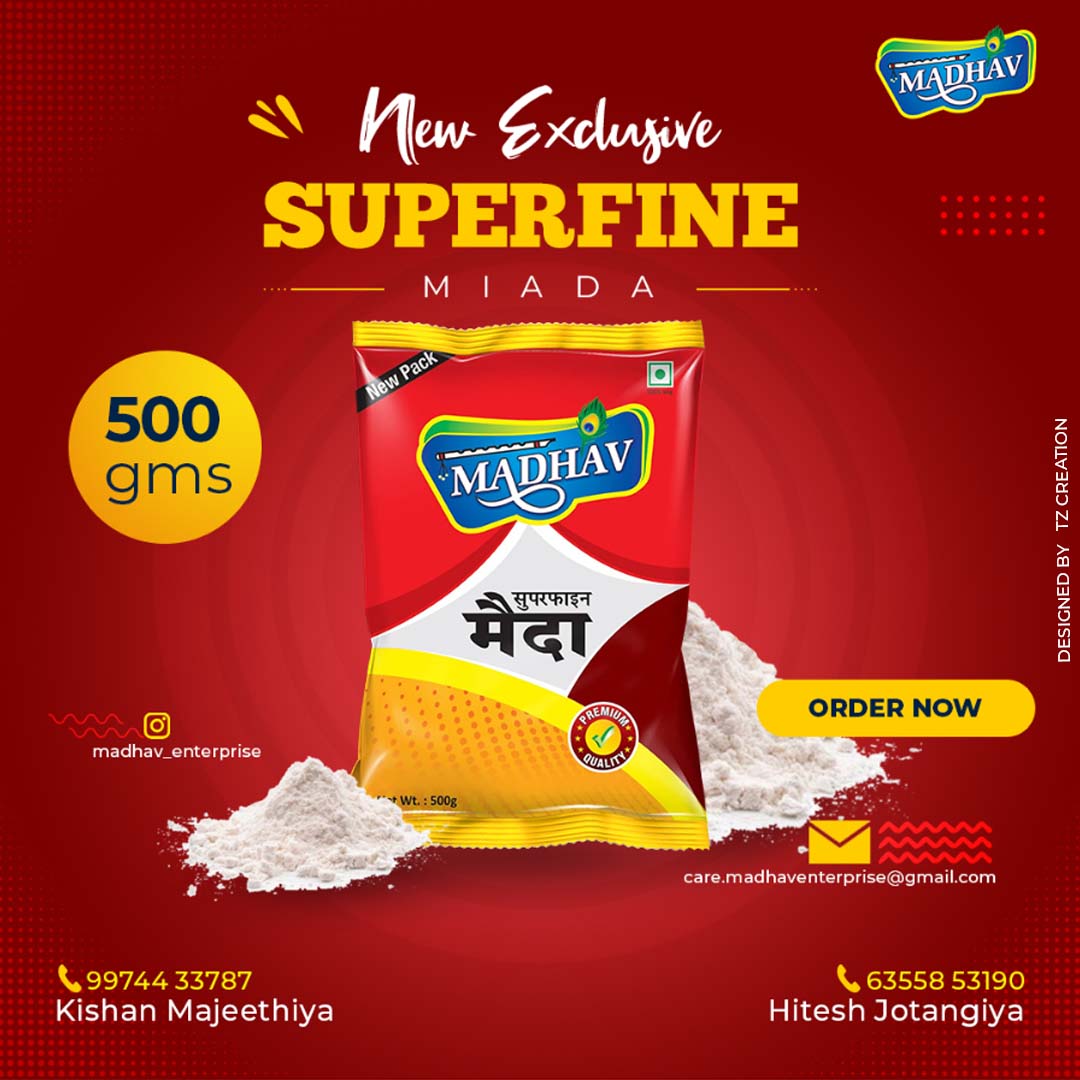 MADHAV
New Exclusive
SUPERFINE
MIADA
500
gms
New Pack
MADHAV
सुपरफाइन
मैदा
PREMIUM
QUALITY
Wt. : 500g
ORDER NOW
madhav_enterprise
care.madhaventerprise@gmail.com
99744 33787
Kishan Majeethiya
63558 53190
Hitesh Jotangiya
DESIGNED BY TZ CREATION